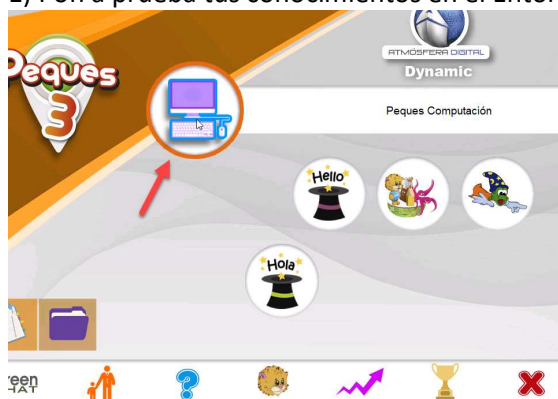 Peques
3
ATMÓSFERA DIGITAL
Dynamic
Peques Computación
Hello
Hola